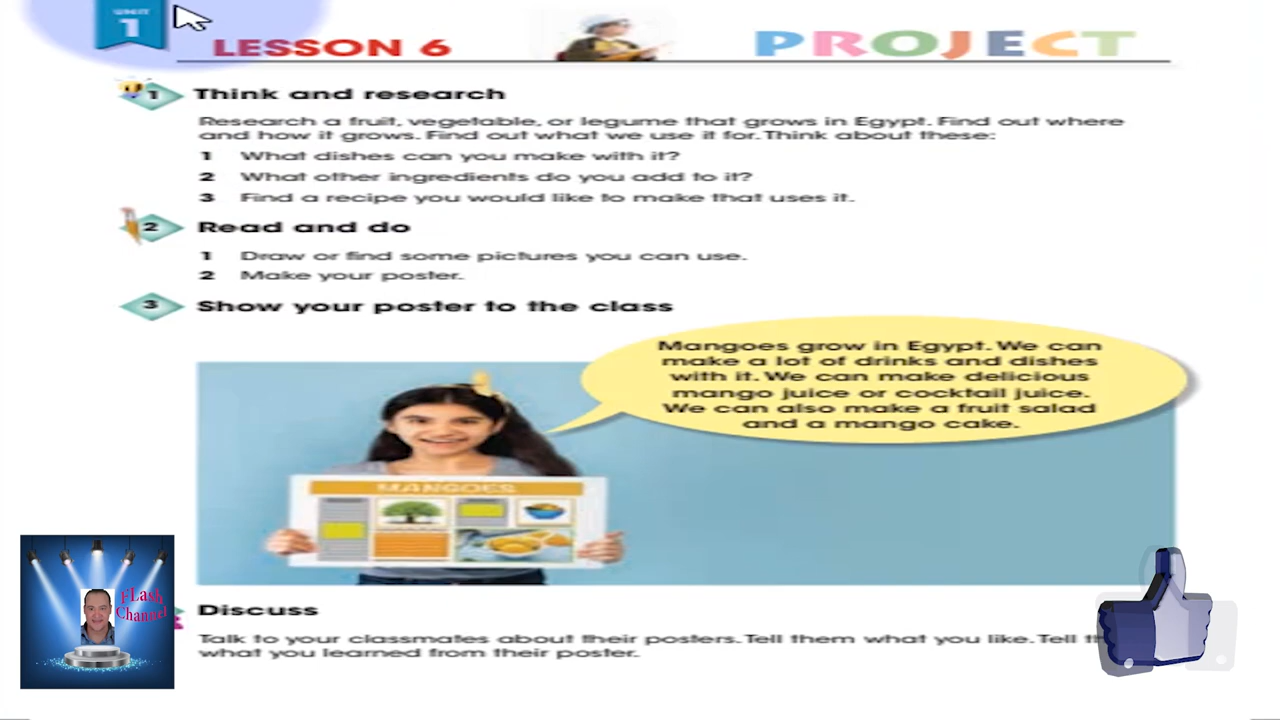 UNIT
1
LESSON 6
PROJECT
1 Think and research
Research a fruit, vegetable, or legume that grows in Egypt. Find out where
and how it grows. Find out what we use it for. Think about these:
1 What dishes can you make with it?
2 What other ingredients do you add to it?
3 Find a recipe you would like to make that uses it.
2 Read and do
1 Draw or find some pictures you can use.
2 Make your poster.
3 Show your poster to the class
Mangoes grow in Egypt. We can
make a lot of drinks and dishes
with it. We can make delicious
mango juice or cocktail juice.
We can also make a fruit salad
and a mango cake.
MANGOES
Discuss
Talk to your classmates about their posters. Tell them what you like. Tell
what you learned from their poster.
FLash
Channel